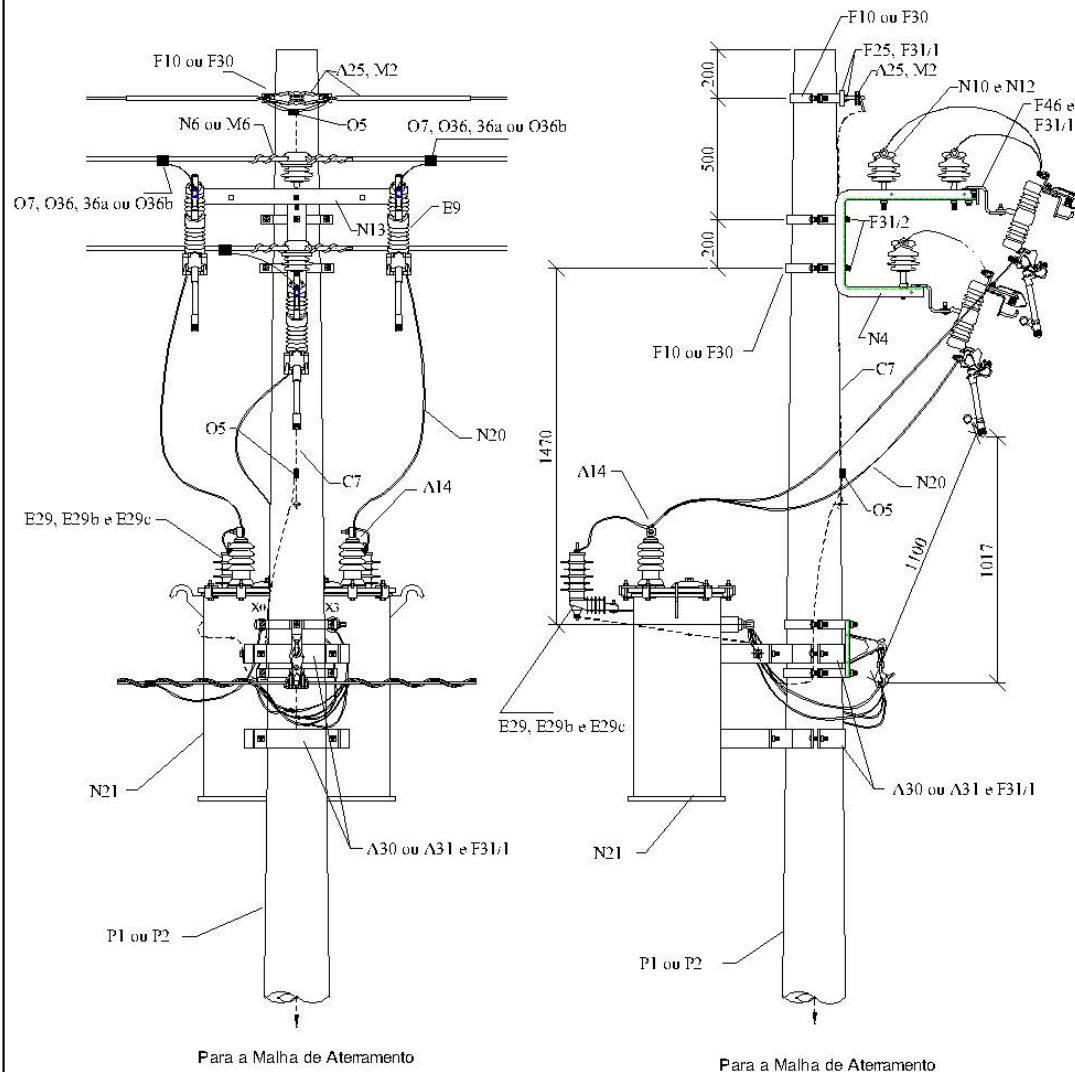 F10 ou F30
A25, M2
O5
N6 ou M6
O7, O36, 36a ou O36b
O7, O36, 36a ou O36b
E9
N13
N20
O5
C7
A14
E29, E29b e E29c
X0
X3
N21
A30 ou A31 e F31/1
P1 ou P2
Para a Malha de Aterramento
F10 ou F30
F25, F31/1
A25, M2
N10 e N12
F46 e
F31/1
200
500
200
F31/2
N4
F10 ou F30
C7
1470
A14
N20
O5
1100
1017
E29, E29b e E29c
A30 ou A31 e F31/1
N21
P1 ou P2
Para a Malha de Aterramento